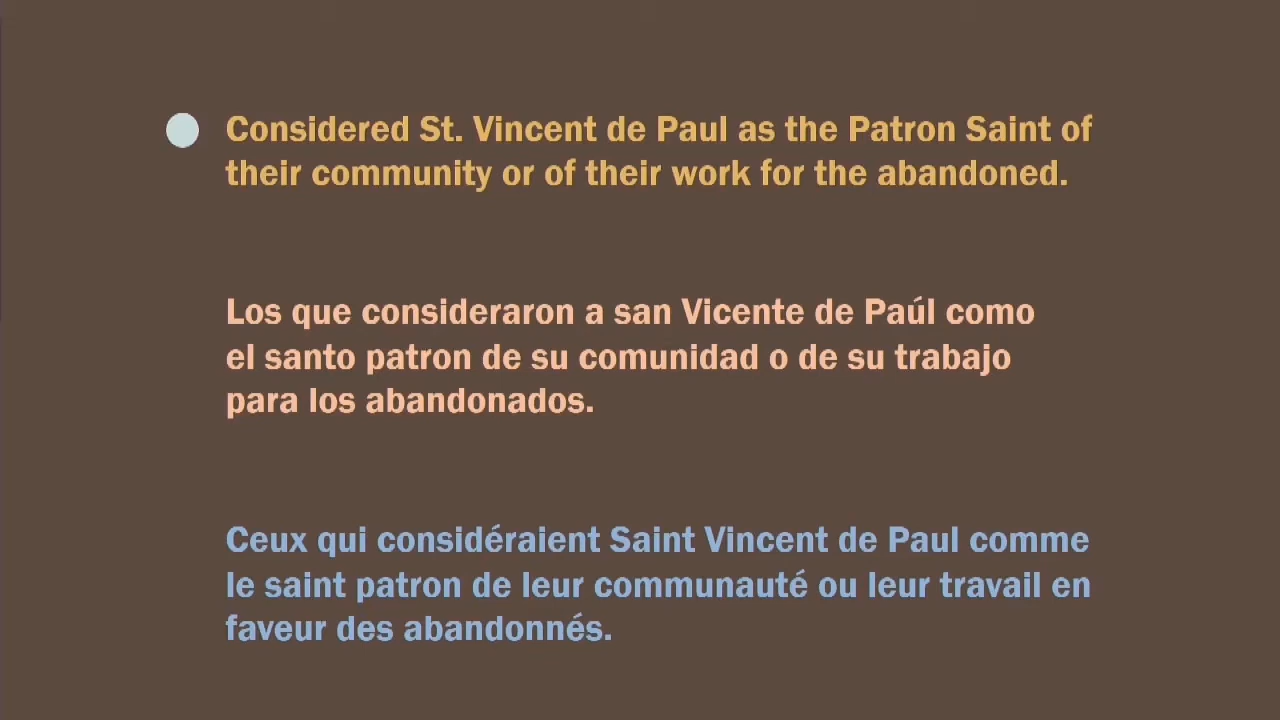 Considered St. Vincent de Paul as the Patron Saint of
their community or of their work for the abandoned.
Los que consideraron a san Vicente de Paúl como
el santo patron de su comunidad o de su trabajo
para los abandonados.
Ceux qui considéraient Saint Vincent de Paul comme
le saint patron de leur communauté ou leur travail en
faveur des abandonnés.